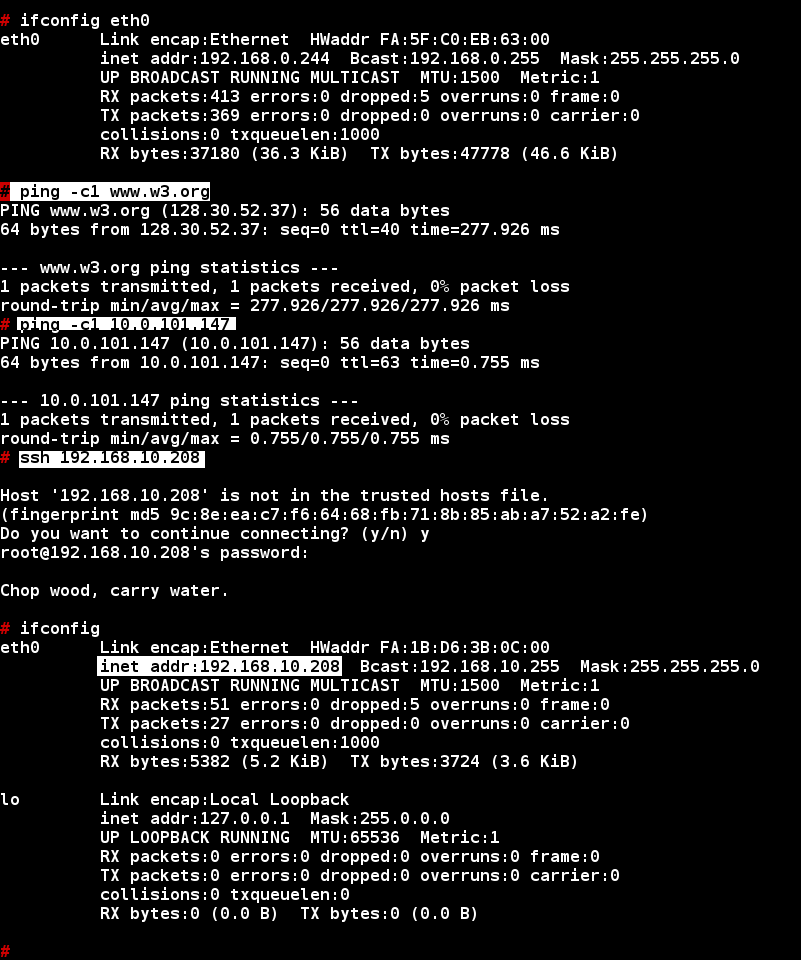 # ifconfig eth0
eth0      Link encap:Ethernet  HWaddr FA:5F:C0:EB:63:00
          inet addr:192.168.0.244  Bcast:192.168.0.255  Mask:255.255.255.0
          UP BROADCAST RUNNING MULTICAST  MTU:1500  Metric:1
          RX packets:413 errors:0 dropped:5 overruns:0 frame:0
          TX packets:369 errors:0 dropped:0 overruns:0 carrier:0
          collisions:0 txqueuelen:1000
          RX bytes:37180 (36.3 KiB)  TX bytes:47778 (46.6 KiB)
# ping -c1 www.w3.org
PING www.w3.org (128.30.52.37): 56 data bytes
64 bytes from 128.30.52.37: seq=0 ttl=40 time=277.926 ms
--- www.w3.org ping statistics ---
1 packets transmitted, 1 packets received, 0% packet loss
round-trip min/avg/max = 277.926/277.926/277.926 ms
# ping -c1 10.0.101.147
PING 10.0.101.147 (10.0.101.147): 56 data bytes
64 bytes from 10.0.101.147: seq=0 ttl=63 time=0.755 ms
--- 10.0.101.147 ping statistics ---
1 packets transmitted, 1 packets received, 0% packet loss
round-trip min/avg/max = 0.755/0.755/0.755 ms
# ssh 192.168.10.208
Host '192.168.10.208' is not in the trusted hosts file.
(fingerprint md5 9c:8e:ea:c7:f6:64:68:fb:71:8b:85:ab:a7:52:a2:fe)
Do you want to continue connecting? (y/n) y
root@192.168.10.208's password:
Chop wood, carry water.
# ifconfig
eth0      Link encap:Ethernet  HWaddr FA:1B:D6:3B:0C:00
          inet addr:192.168.10.208  Bcast:192.168.10.255  Mask:255.255.255.0
          UP BROADCAST RUNNING MULTICAST  MTU:1500  Metric:1
          RX packets:51 errors:0 dropped:5 overruns:0 frame:0
          TX packets:27 errors:0 dropped:0 overruns:0 carrier:0
          collisions:0 txqueuelen:1000
          RX bytes:5382 (5.2 KiB)  TX bytes:3724 (3.6 KiB)
lo        Link encap:Local Loopback
          inet addr:127.0.0.1  Mask:255.0.0.0
          UP LOOPBACK RUNNING  MTU:65536  Metric:1
          RX packets:0 errors:0 dropped:0 overruns:0 frame:0
          TX packets:0 errors:0 dropped:0 overruns:0 carrier:0
          collisions:0 txqueuelen:0
          RX bytes:0 (0.0 B)  TX bytes:0 (0.0 B)
#